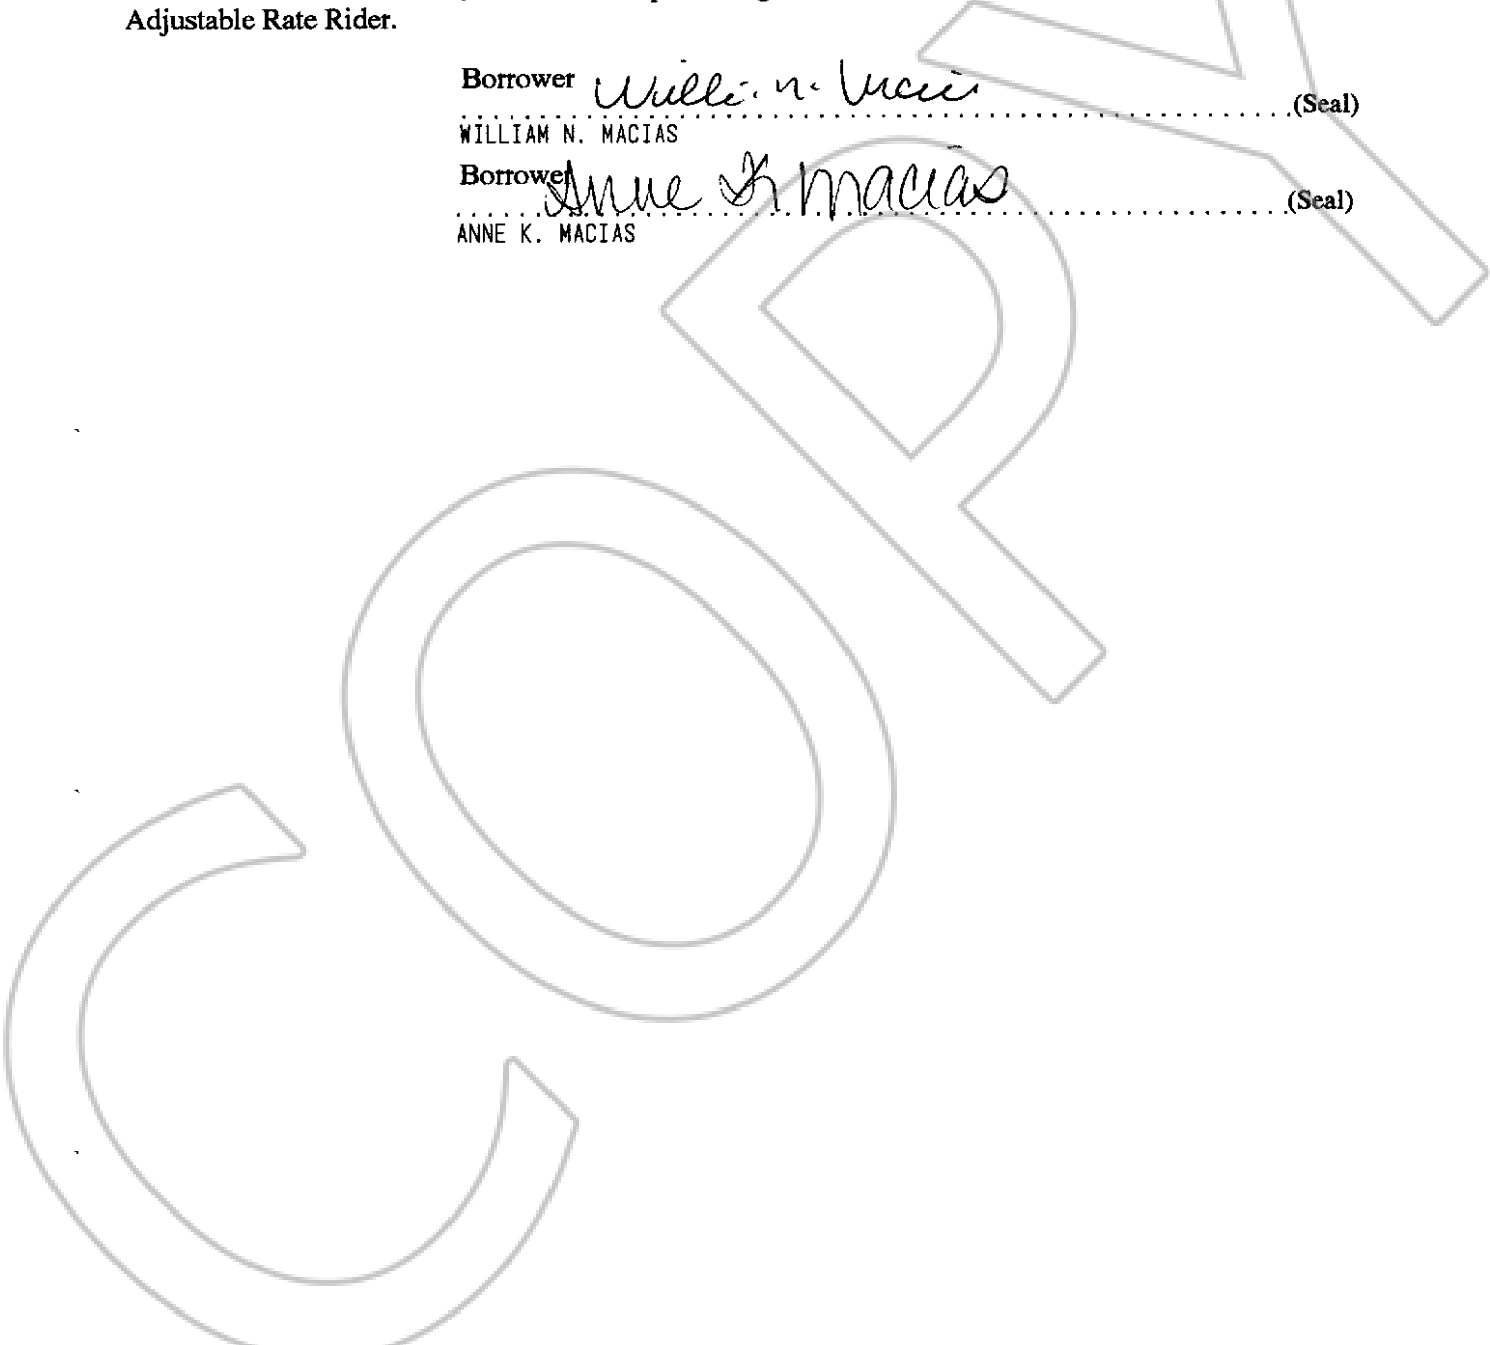 Adjustable Rate Rider.
Borrower Willi. n. Macias
(Seal)
WILLIAM N. MACIAS
Borrower Anne K Macias
(Seal)
ANNE K. MACIAS
COPY